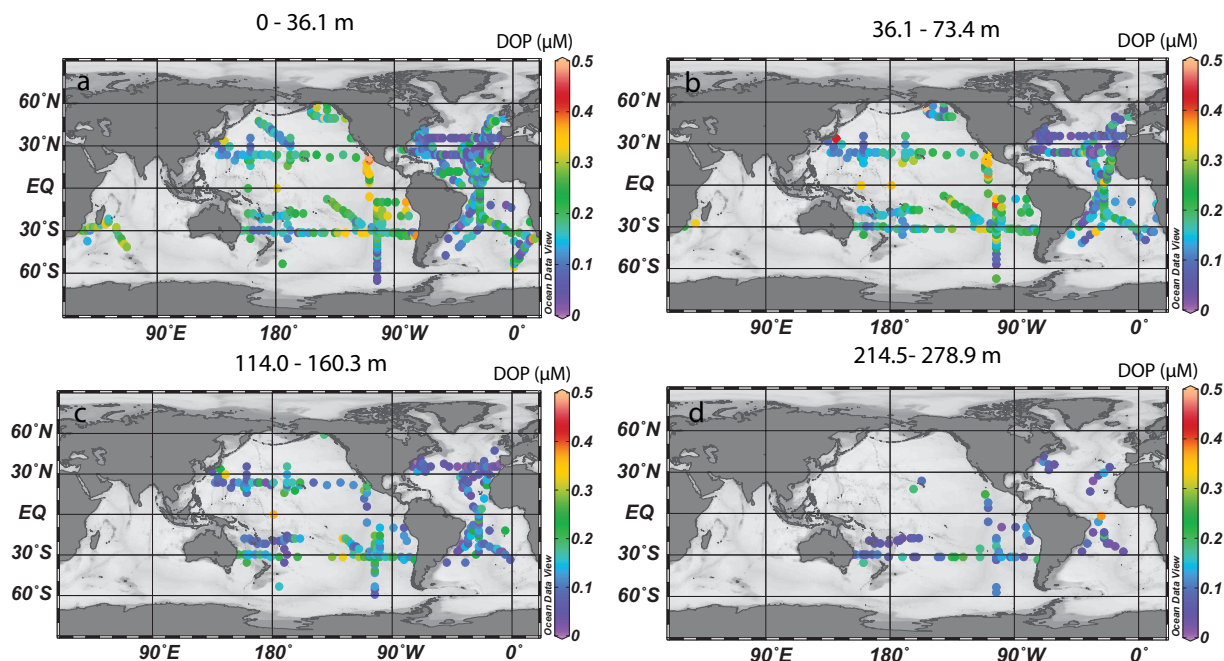 0 - 36.1 m
DOP (µM)
a
60˚N
30˚N
EQ
30˚S
60˚S
90˚E
180˚
90˚W
0˚
0.5
0.4
0.3
0.2
0.1
0
Ocean Data View
36.1 - 73.4 m
DOP (µM)
b
60˚N
30˚N
EQ
30˚S
60˚S
90˚E
180˚
90˚W
0˚
0.5
0.4
0.3
0.2
0.1
0
Ocean Data View
114.0 - 160.3 m
DOP (µM)
c
60˚N
30˚N
EQ
30˚S
60˚S
90˚E
180˚
90˚W
0˚
0.5
0.4
0.3
0.2
0.1
0
Ocean Data View
214.5- 278.9 m
DOP (µM)
d
60˚N
30˚N
EQ
30˚S
60˚S
90˚E
180˚
90˚W
0˚
0.5
0.4
0.3
0.2
0.1
0
Ocean Data View